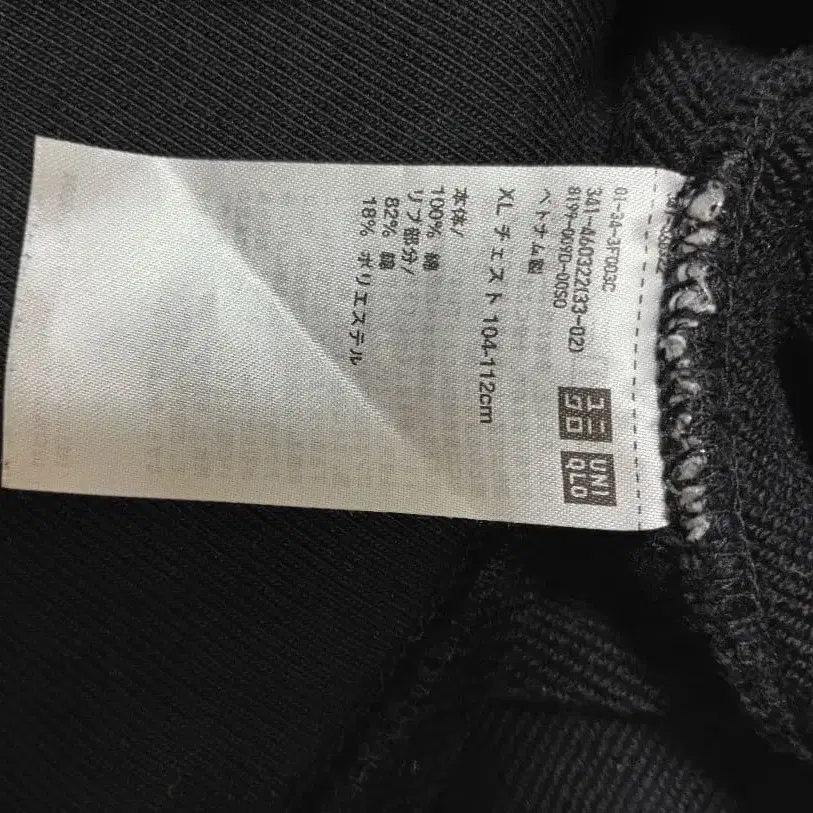 ユニ
クロ
UNI
QLO
01-34-3F003C
341-460322(33-02)
8199-009D-0050
ベトナム製
XL チェスト 104-112cm
本体/
100% 綿
リブ部分/
82% 綿
18% ポリエステル